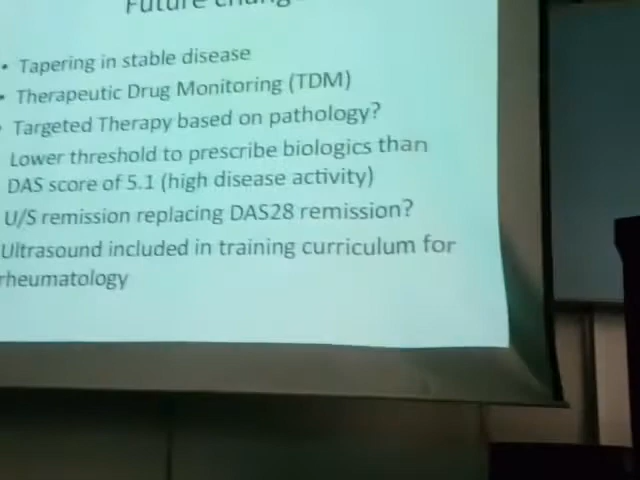 Future
• Tapering in stable disease
• Therapeutic Drug Monitoring (TDM)
• Targeted Therapy based on pathology?
Lower threshold to prescribe biologics than
DAS score of 5.1 (high disease activity)
U/S remission replacing DAS28 remission?
Ultrasound included in training curriculum for
rheumatology